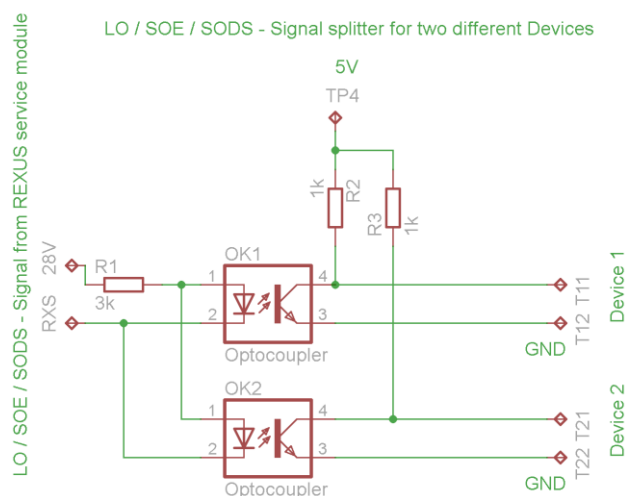 LO / SOE / SODS - Signal splitter for two different Devices
5V
TP4
LO / SOE / SODS - Signal from REXUS service module
1k
R2
R3
1k
28V
R1
3k
RXS
OK1
1
2
4
3
Optocoupler
T11
T12
GND
Device 1
OK2
1
2
4
3
Optocoupler
T21
T22
GND
Device 2